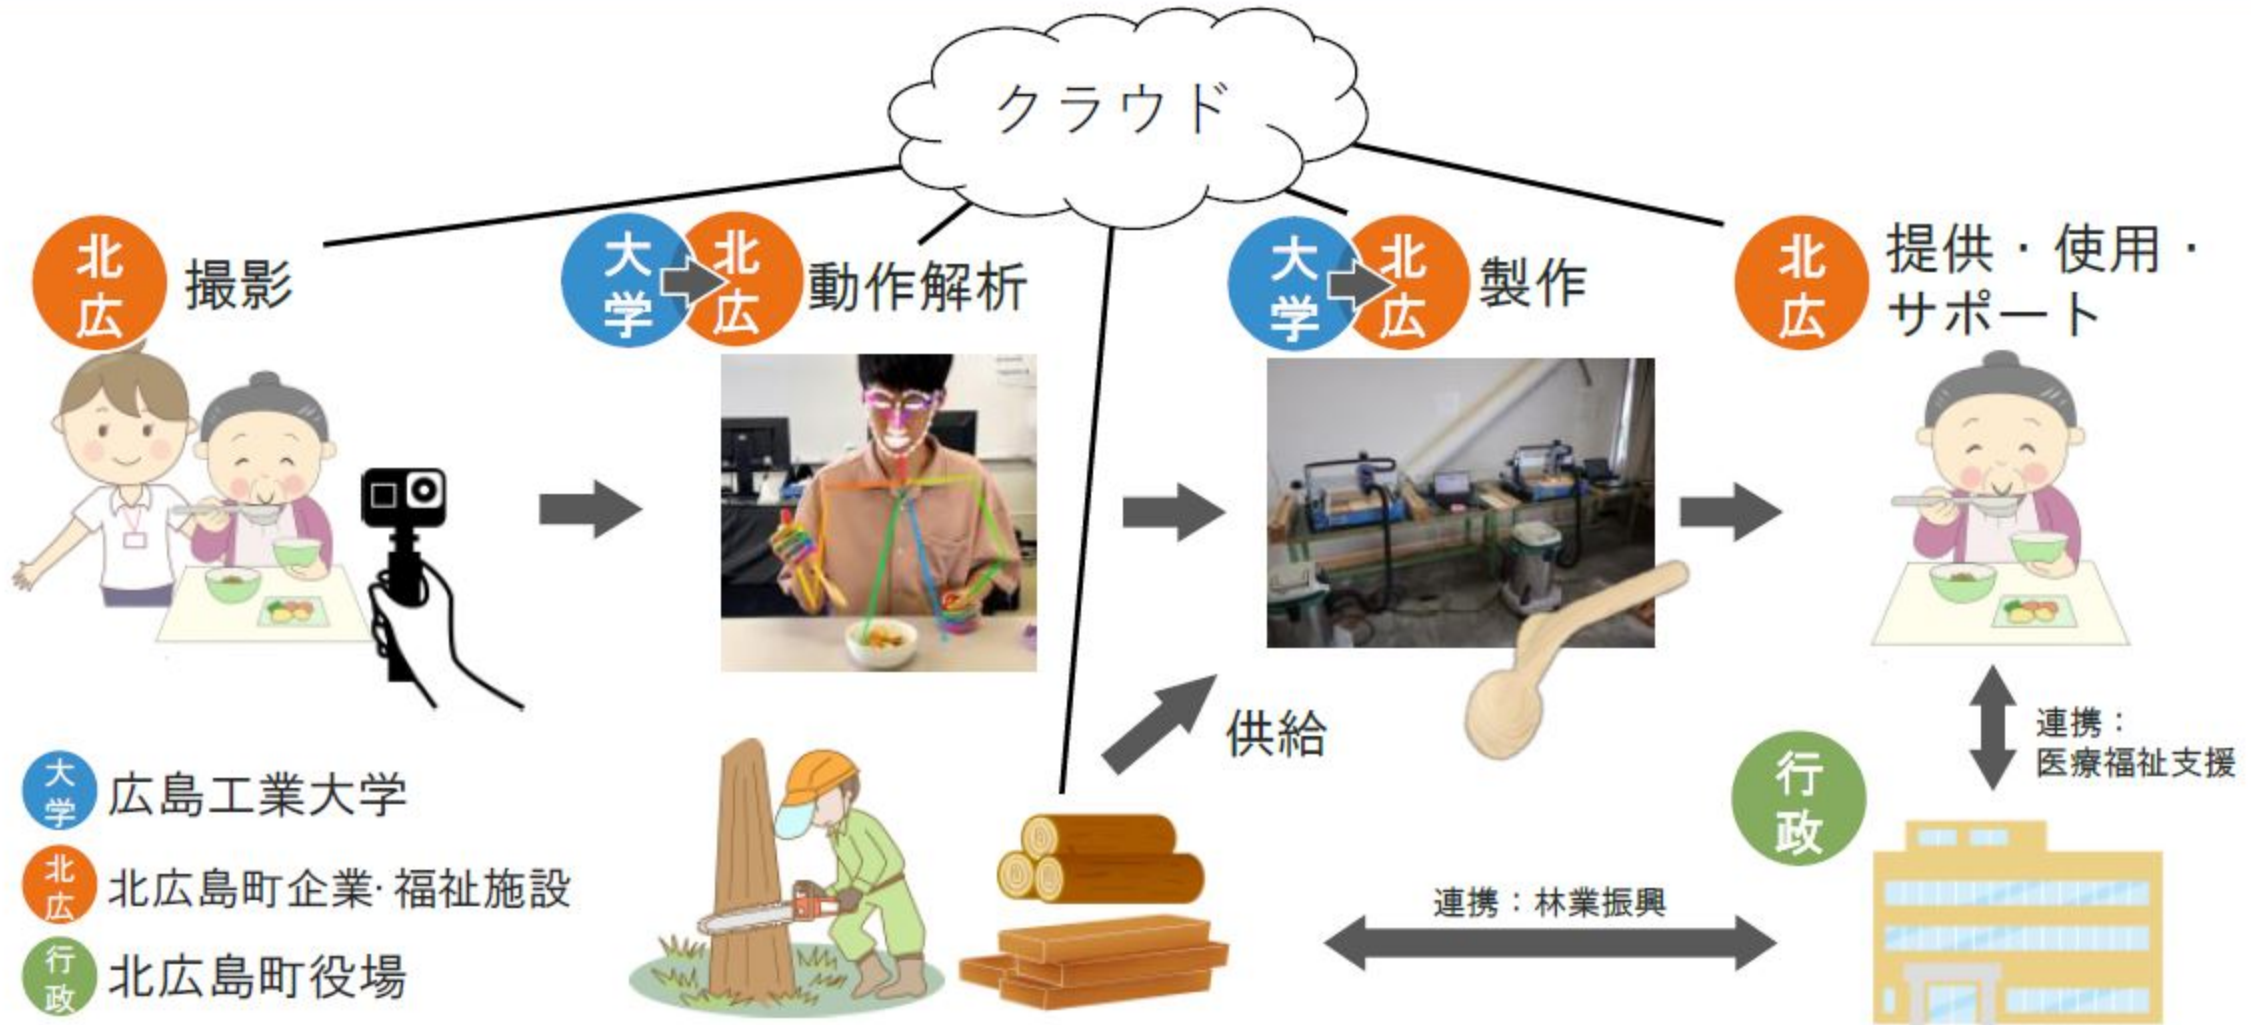 クラウド
北広
撮影
大学
北広
動作解析
大学
北広
製作
北広
提供・使用・
サポート
供給
連携：
医療福祉支援
行政
連携：林業振興
大学
広島工業大学
北広
北広島町企業・福祉施設
行政
北広島町役場